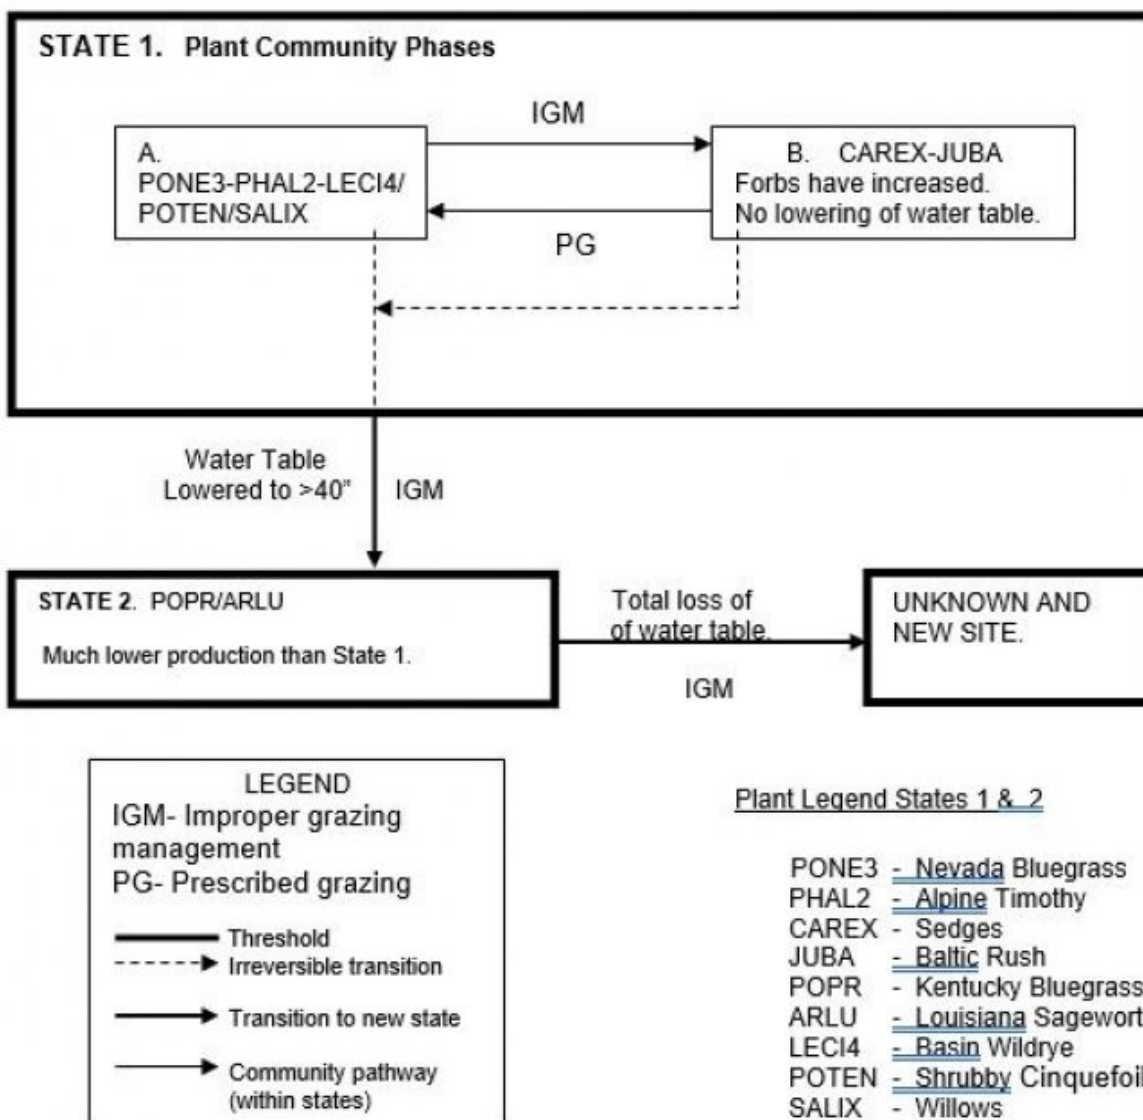 STATE 1. Plant Community Phases
IGM
A.
PONE3-PHAL2-LECI4/
POTEN/SALIX
B. CAREX-JUBA
Forbs have increased.
No lowering of water table.
PG
Water Table
Lowered to >40"
IGM
STATE 2. POPR/ARLU
Much lower production than State 1.
Total loss of
of water table.
IGM
UNKNOWN AND
NEW SITE.
LEGEND
IGM- Improper grazing
management
PG- Prescribed grazing
Threshold
Irreversible transition
Transition to new state
Community pathway
(within states)
Plant Legend States 1 & 2
PONE3 - Nevada Bluegrass
PHAL2 - Alpine Timothy
CAREX - Sedges
JUBA - Baltic Rush
POPR - Kentucky Bluegrass
ARLU - Louisiana Sagewort
LECI4 - Basin Wildrye
POTEN - Shrubby Cinquefoil
SALIX - Willows